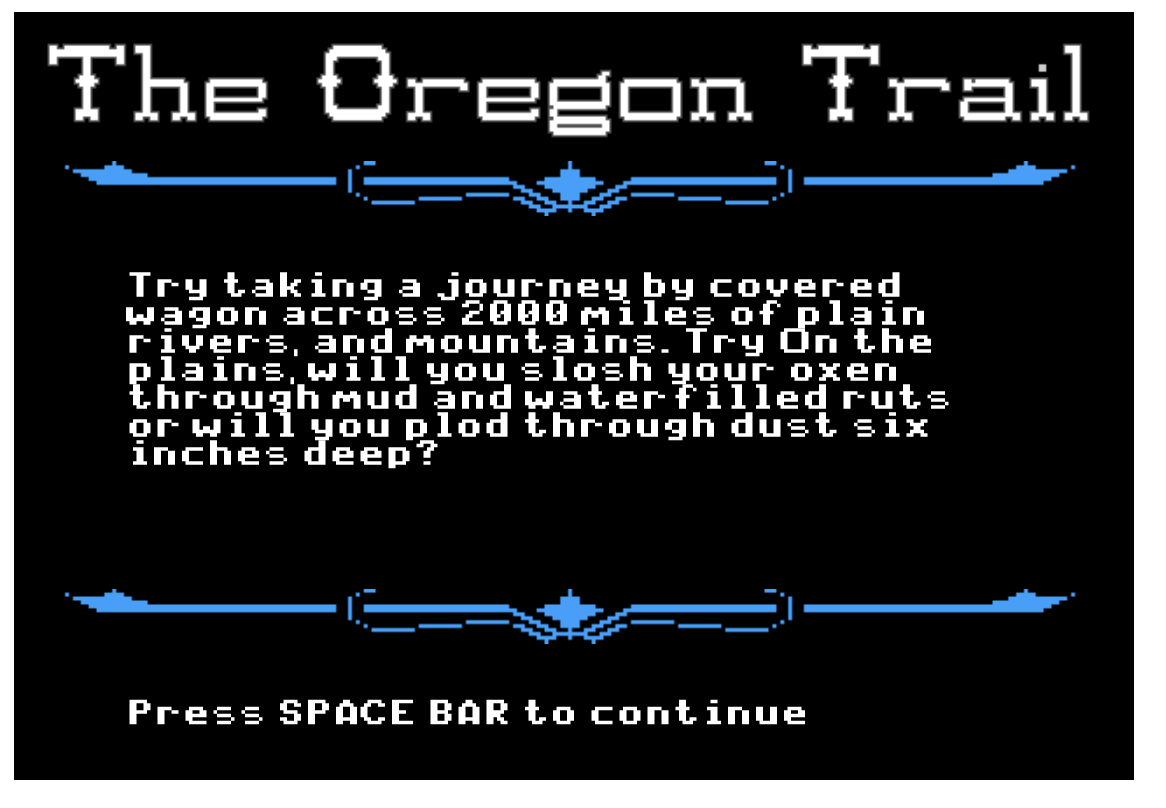 The Oregon Trail
Try taking a journey by covered
wagon across 2000 miles of plain
rivers, and mountains. Try On the
plains, will you slosh your oxen
through mud and water filled ruts
or will you plod through dust six
inches deep?
Press SPACE BAR to continue